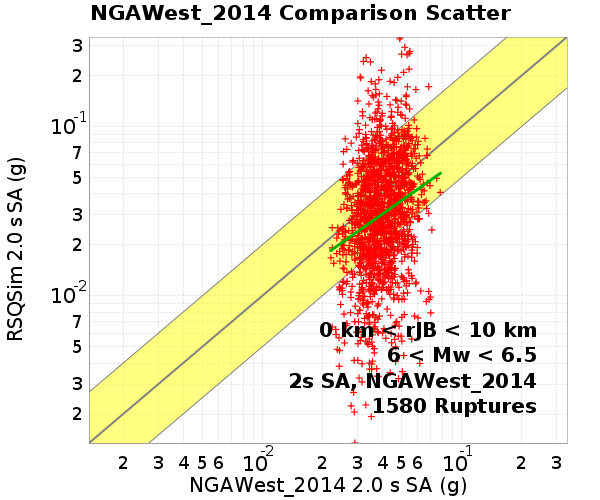 NGAWest_2014 Comparison Scatter
3
2
10-1
7
5
3
2
10-2
7
5
3
2
RSQSim 2.0 s SA (g)
0 km < rJB < 10 km
6 < Mw < 6.5
2s SA, NGAWest_2014
1580 Ruptures
2 3 4 5 6 10-2 2 3 4 5 6 10-1 2 3
NGAWest_2014 2.0 s SA (g)